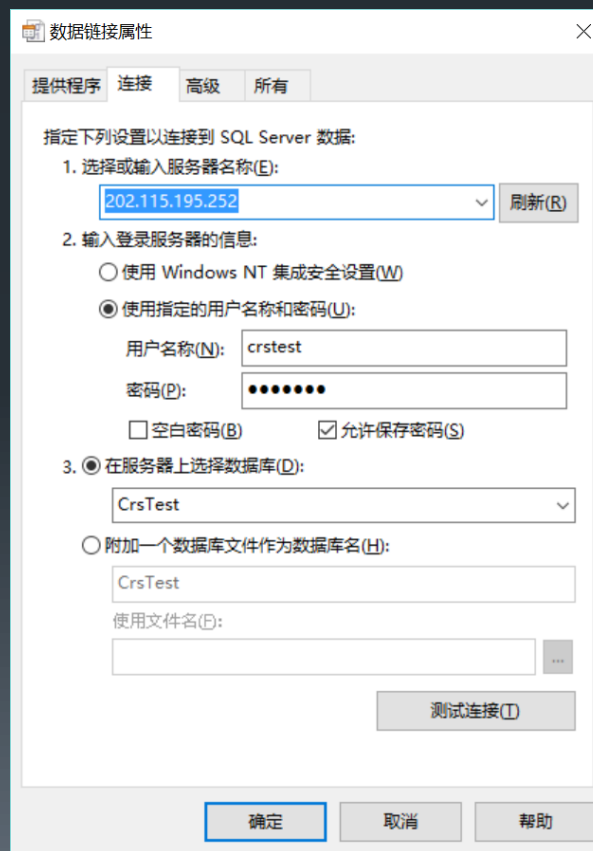 数据链接属性
提供程序 连接 高级 所有
指定下列设置以连接到 SQL Server 数据:
1. 选择或输入服务器名称(E):
202.115.195.252 刷新(R)
2. 输入登录服务器的信息:
使用 Windows NT 集成安全设置(W)
使用指定的用户名称和密码(U):
用户名称(N): crstest
密码(P): ●●●●●●●
空白密码(B) 允许保存密码(S)
3. 在服务器上选择数据库(D):
CrsTest
附加一个数据库文件作为数据库名(H):
CrsTest
使用文件名(F):
...
测试连接(T)
确定 取消 帮助